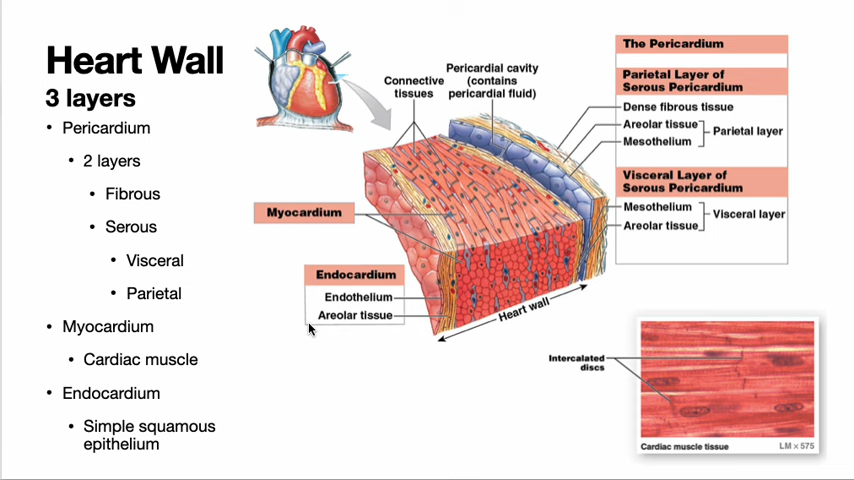 Heart Wall
3 layers
• Pericardium
• 2 layers
• Fibrous
• Serous
• Visceral
• Parietal
• Myocardium
• Cardiac muscle
• Endocardium
• Simple squamous
epithelium
Connective
tissues
Pericardial cavity
(contains
pericardial fluid)
Myocardium
Endocardium
Endothelium
Areolar tissue
Heart wall
The Pericardium
Parietal Layer of
Serous Pericardium
Dense fibrous tissue
Areolar tissue
Mesothelium
Parietal layer
Visceral Layer of
Serous Pericardium
Mesothelium
Areolar tissue
Visceral layer
Intercalated
discs
Cardiac muscle tissue
LM × 575